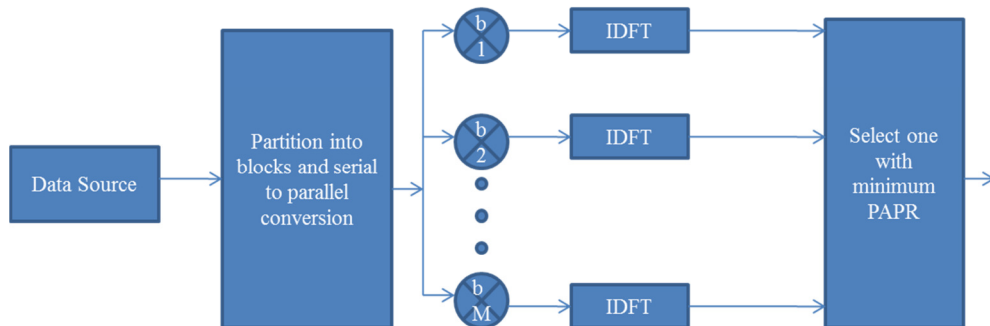 Data Source
Partition into
blocks and serial
to parallel
conversion
b
1
IDFT
b
2
IDFT
b
M
IDFT
Select one
with
minimum
PAPR